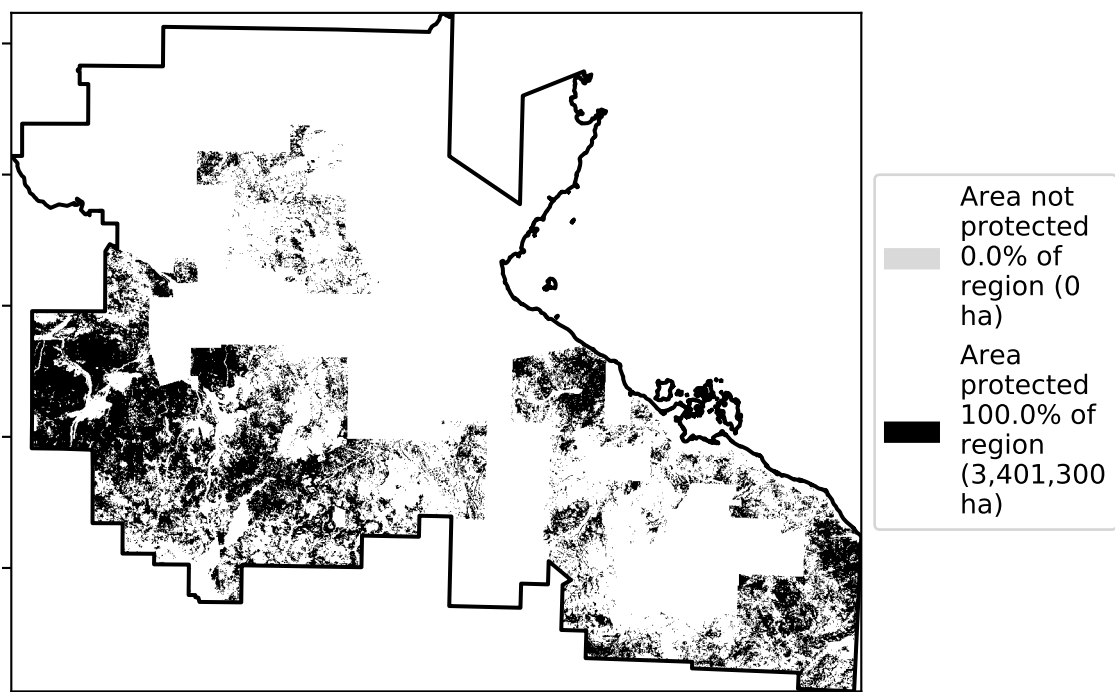 Area not
protected
0.0% of
region (0
ha)
Area
protected
100.0% of
region
(3,401,300
ha)